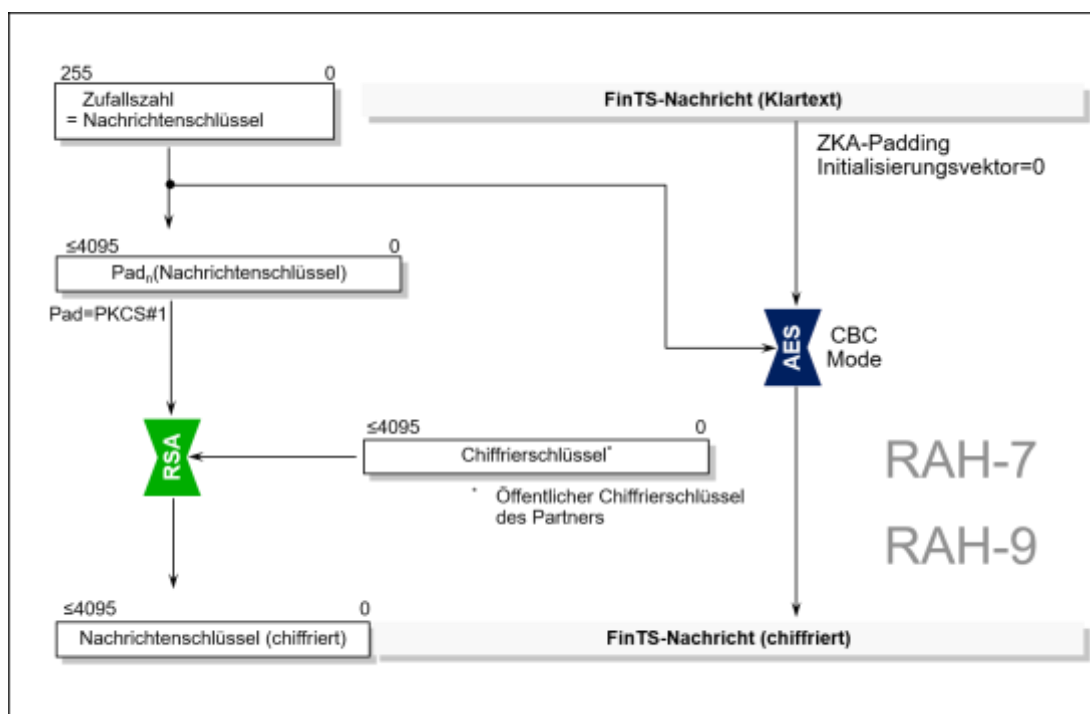 255 0
Zufallszahl
= Nachrichtenschlüssel
FinTS-Nachricht (Klartext)
ZKA-Padding
Initialisierungsvektor=0
≤4095 0
Padn(Nachrichtenschlüssel)
Pad=PKCS#1
AES
CBC
Mode
RSA
≤4095 0
Chiffrierschlüssel*
* Öffentlicher Chiffrierschlüssel
des Partners
RAH-7
RAH-9
≤4095 0
Nachrichtenschlüssel (chiffriert)
FinTS-Nachricht (chiffriert)